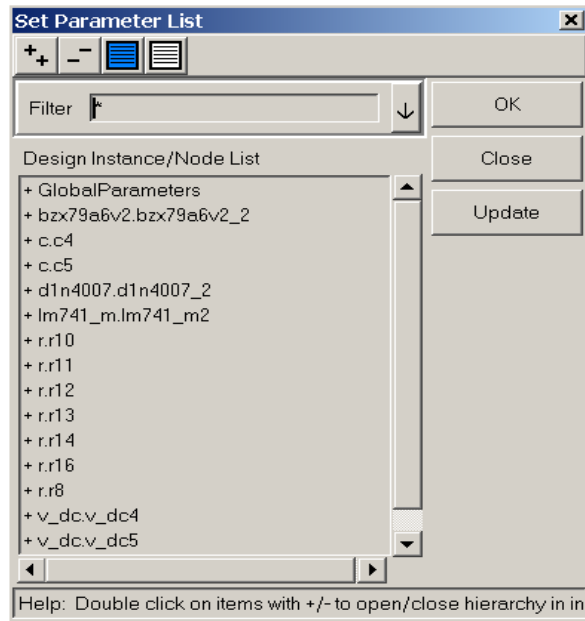 Set Parameter List
Filter *
OK
Design Instance/Node List
Close
Update
+ GlobalParameters
+ bzx79a6v2.bzx79a6v2_2
+ c.c4
+ c.c5
+ d1n4007.d1n4007_2
+ lm741_m.lm741_m2
+ r.r10
+ r.r11
+ r.r12
+ r.r13
+ r.r14
+ r.r16
+ r.r8
+ v_dc.v_dc4
+ v_dc.v_dc5
Help: Double click on items with +/- to open/close hierarchy in in